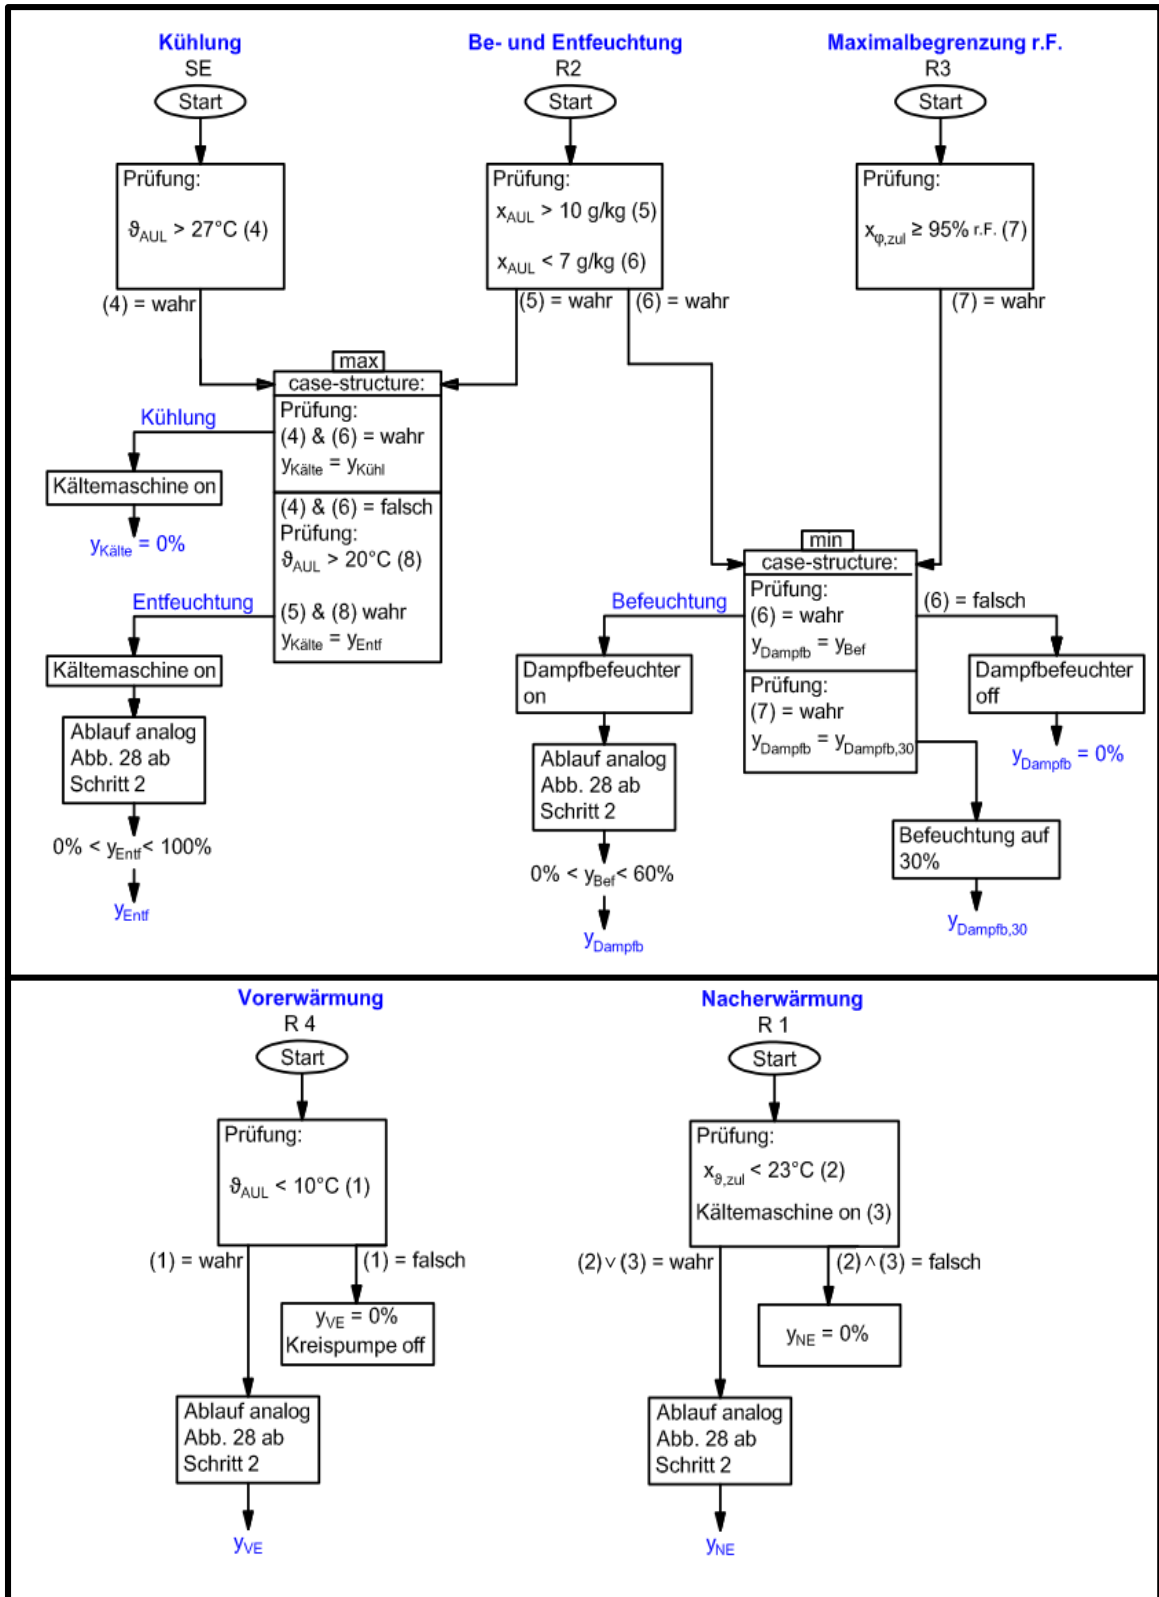 Kühlung
SE
Start
Prüfung:
ϑAUL > 27°C (4)
(4) = wahr
Be- und Entfeuchtung
R2
Start
Prüfung:
xAUL > 10 g/kg (5)
xAUL < 7 g/kg (6)
(5) = wahr
(6) = wahr
Maximalbegrenzung r.F.
R3
Start
Prüfung:
xφ,zul ≥ 95% r.F. (7)
(7) = wahr
max
case-structure:
Prüfung:
(4) & (6) = wahr
yKälte = yKühl
(4) & (6) = falsch
Prüfung:
ϑAUL > 20°C (8)
(5) & (8) wahr
yKälte = yEntf
Kühlung
Kältemaschine on
yKälte = 0%
Entfeuchtung
Kältemaschine on
Ablauf analog
Abb. 28 ab
Schritt 2
0% < yEntf < 100%
yEntf
min
case-structure:
Prüfung:
(6) = wahr
yDampfb = yBef
Prüfung:
(7) = wahr
yDampfb = yDampfb,30
Befeuchtung
Dampfbefeuchter
on
Ablauf analog
Abb. 28 ab
Schritt 2
0% < yBef < 60%
yDampfb
(6) = falsch
Dampfbefeuchter
off
yDampfb = 0%
Befeuchtung auf
30%
yDampfb,30
Vorerwärmung
R 4
Start
Prüfung:
ϑAUL < 10°C (1)
(1) = wahr
(1) = falsch
yVE = 0%
Kreispumpe off
Ablauf analog
Abb. 28 ab
Schritt 2
yVE
Nacherwärmung
R 1
Start
Prüfung:
xϑ,zul < 23°C (2)
Kältemaschine on (3)
(2) ∨ (3) = wahr
(2) ∧ (3) = falsch
yNE = 0%
Ablauf analog
Abb. 28 ab
Schritt 2
yNE